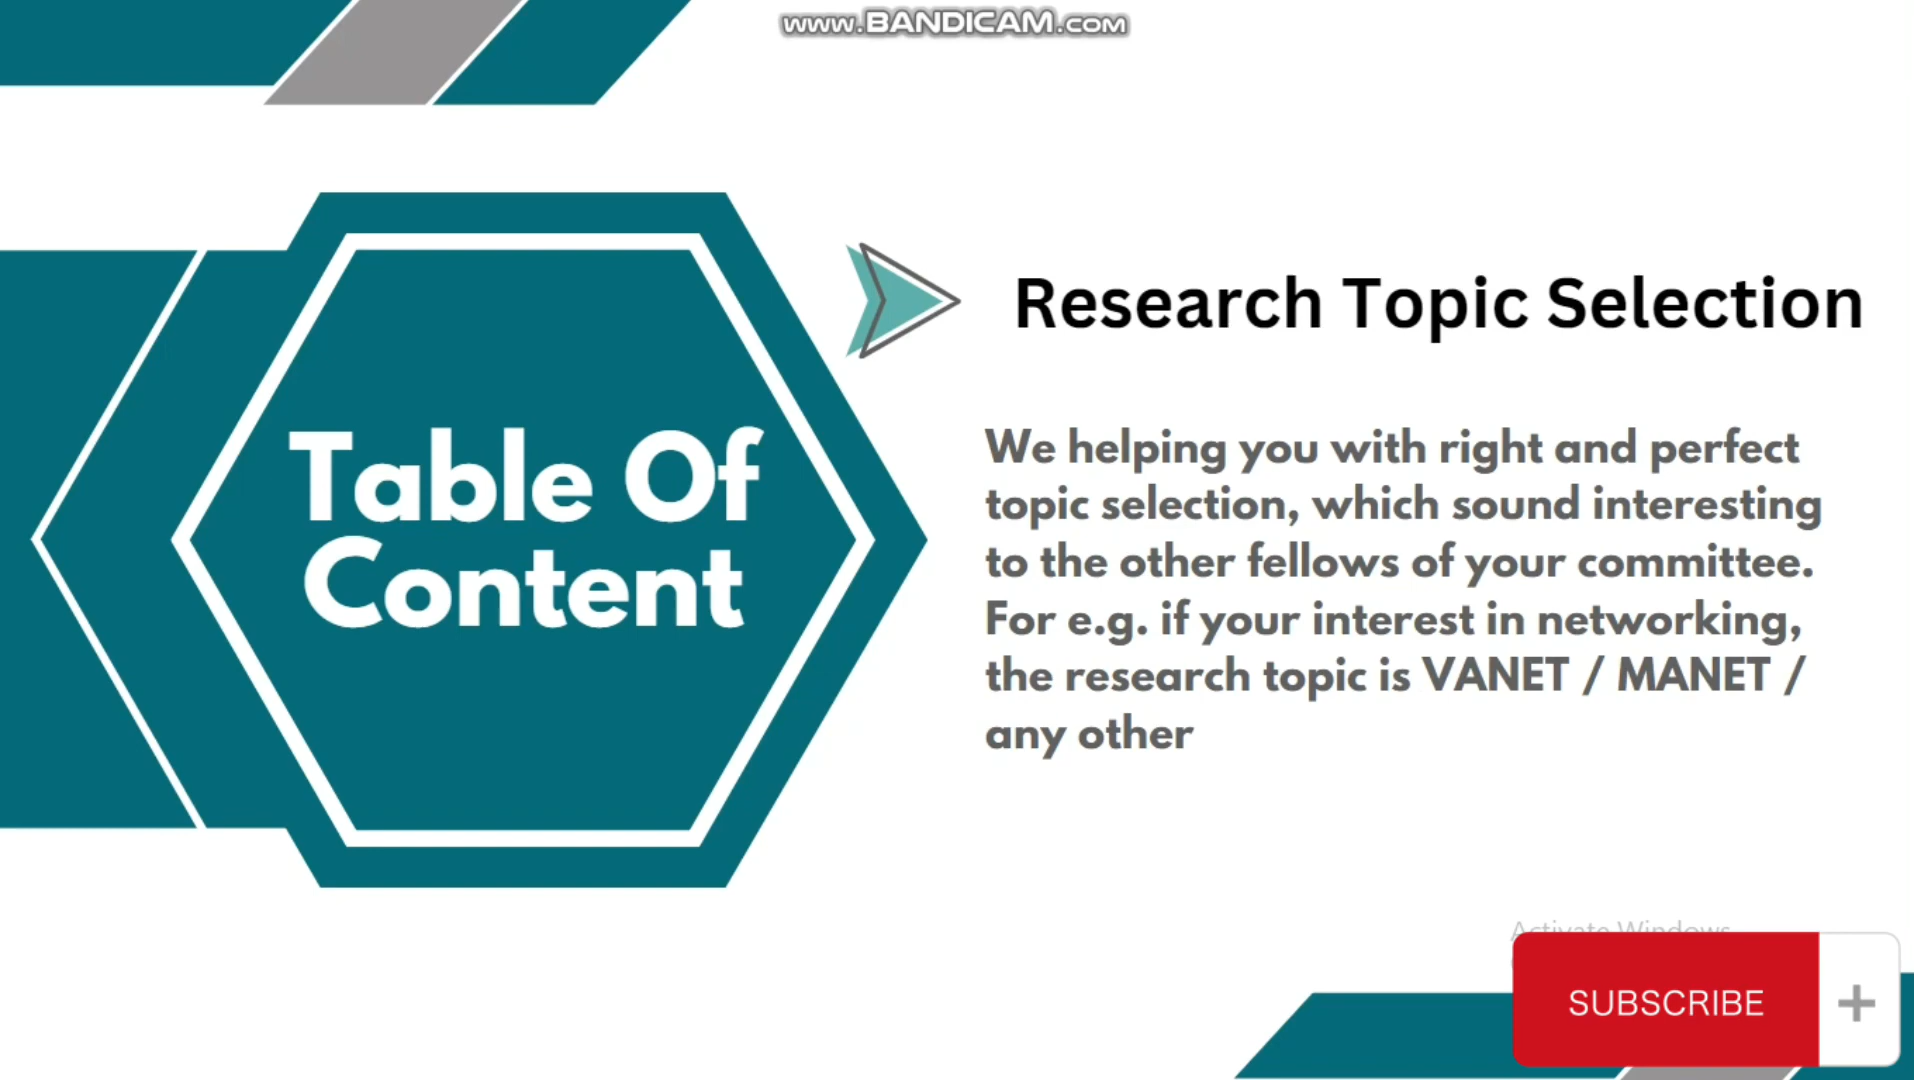 www.BANDICAM.com
Research Topic Selection
Table Of
Content
We helping you with right and perfect
topic selection, which sound interesting
to the other fellows of your committee.
For e.g. if your interest in networking,
the research topic is VANET / MANET /
any other
Activate Windows
SUBSCRIBE